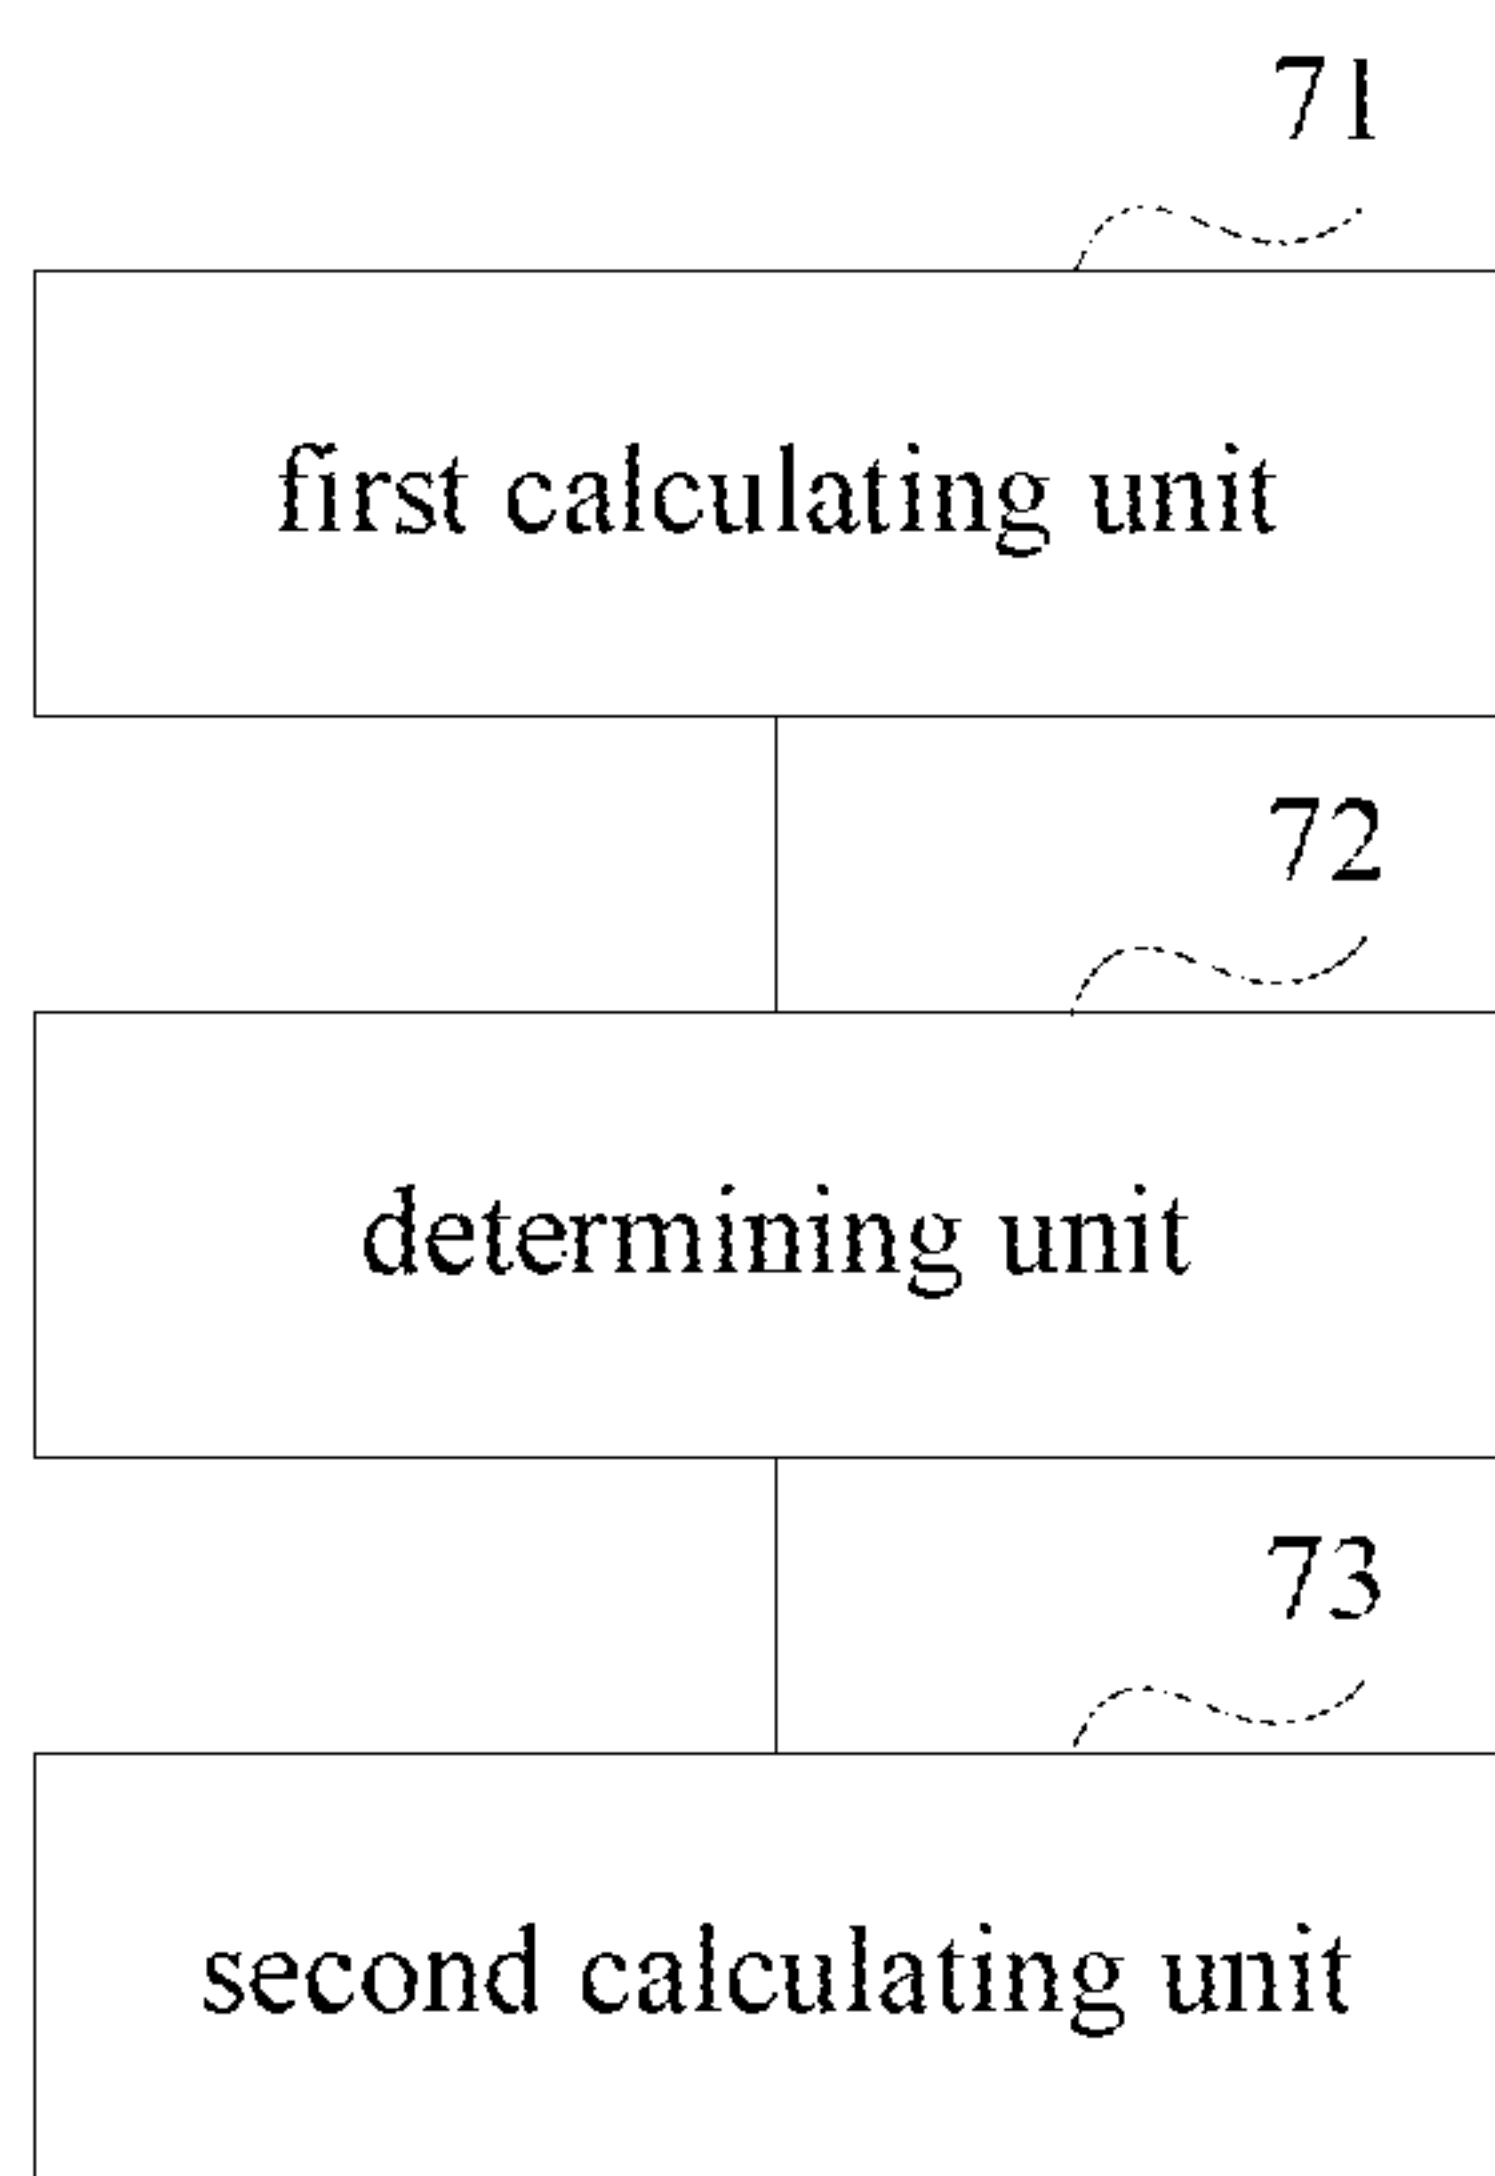 71
first calculating unit
72
determining unit
73
second calculating unit